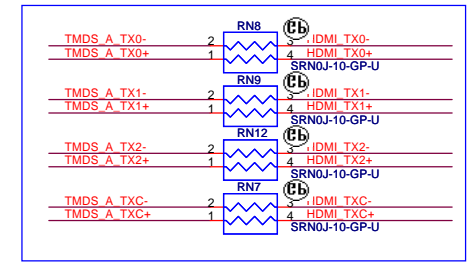 RN8
TMDS_A_TX0- 2 3 HDMI_TX0-
TMDS_A_TX0+ 1 4 HDMI_TX0+
SRN0J-10-GP-U
RN9
TMDS_A_TX1- 2 3 HDMI_TX1-
TMDS_A_TX1+ 1 4 HDMI_TX1+
SRN0J-10-GP-U
RN12
TMDS_A_TX2- 2 3 HDMI_TX2-
TMDS_A_TX2+ 1 4 HDMI_TX2+
SRN0J-10-GP-U
RN7
TMDS_A_TXC- 2 3 HDMI_TXC-
TMDS_A_TXC+ 1 4 HDMI_TXC+
SRN0J-10-GP-U